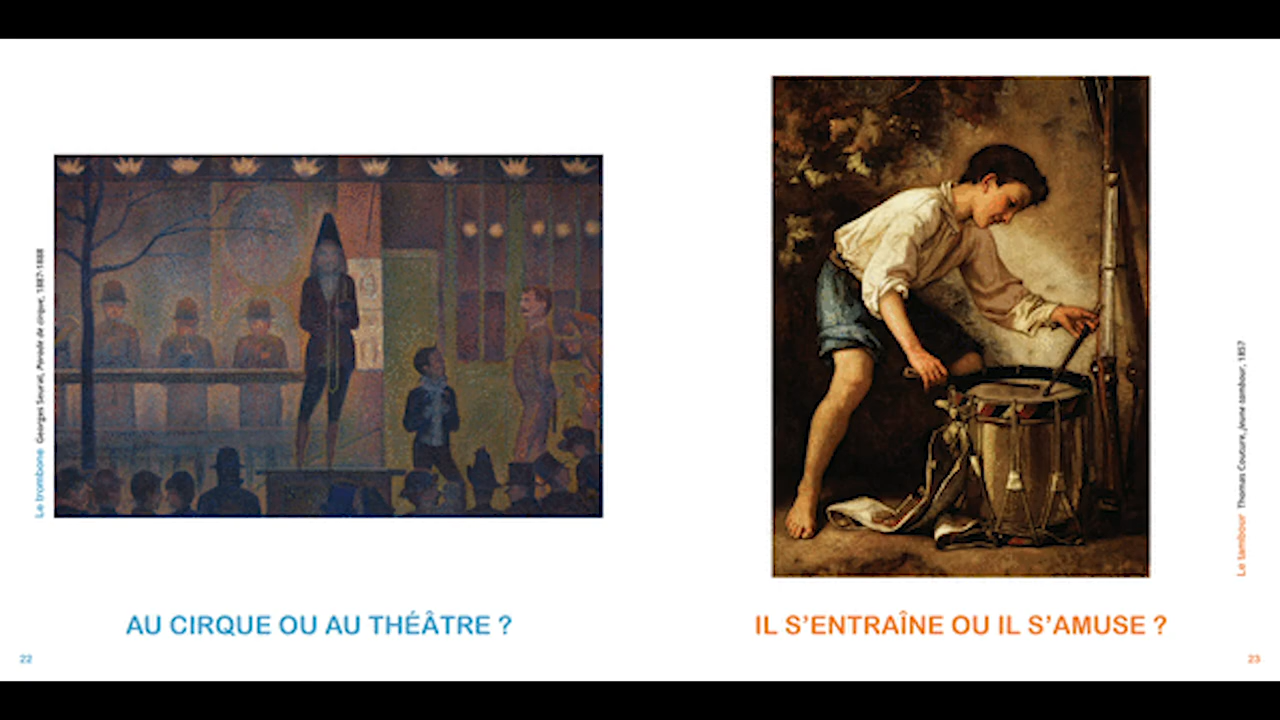 Le trombone Georges Seurat, Parade de cirque, 1887-1888
AU CIRQUE OU AU THÉÂTRE ?
22
Le tambour Thomas Couture, Jeune tambour, 1857
IL S'ENTRAÎNE OU IL S'AMUSE ?
23